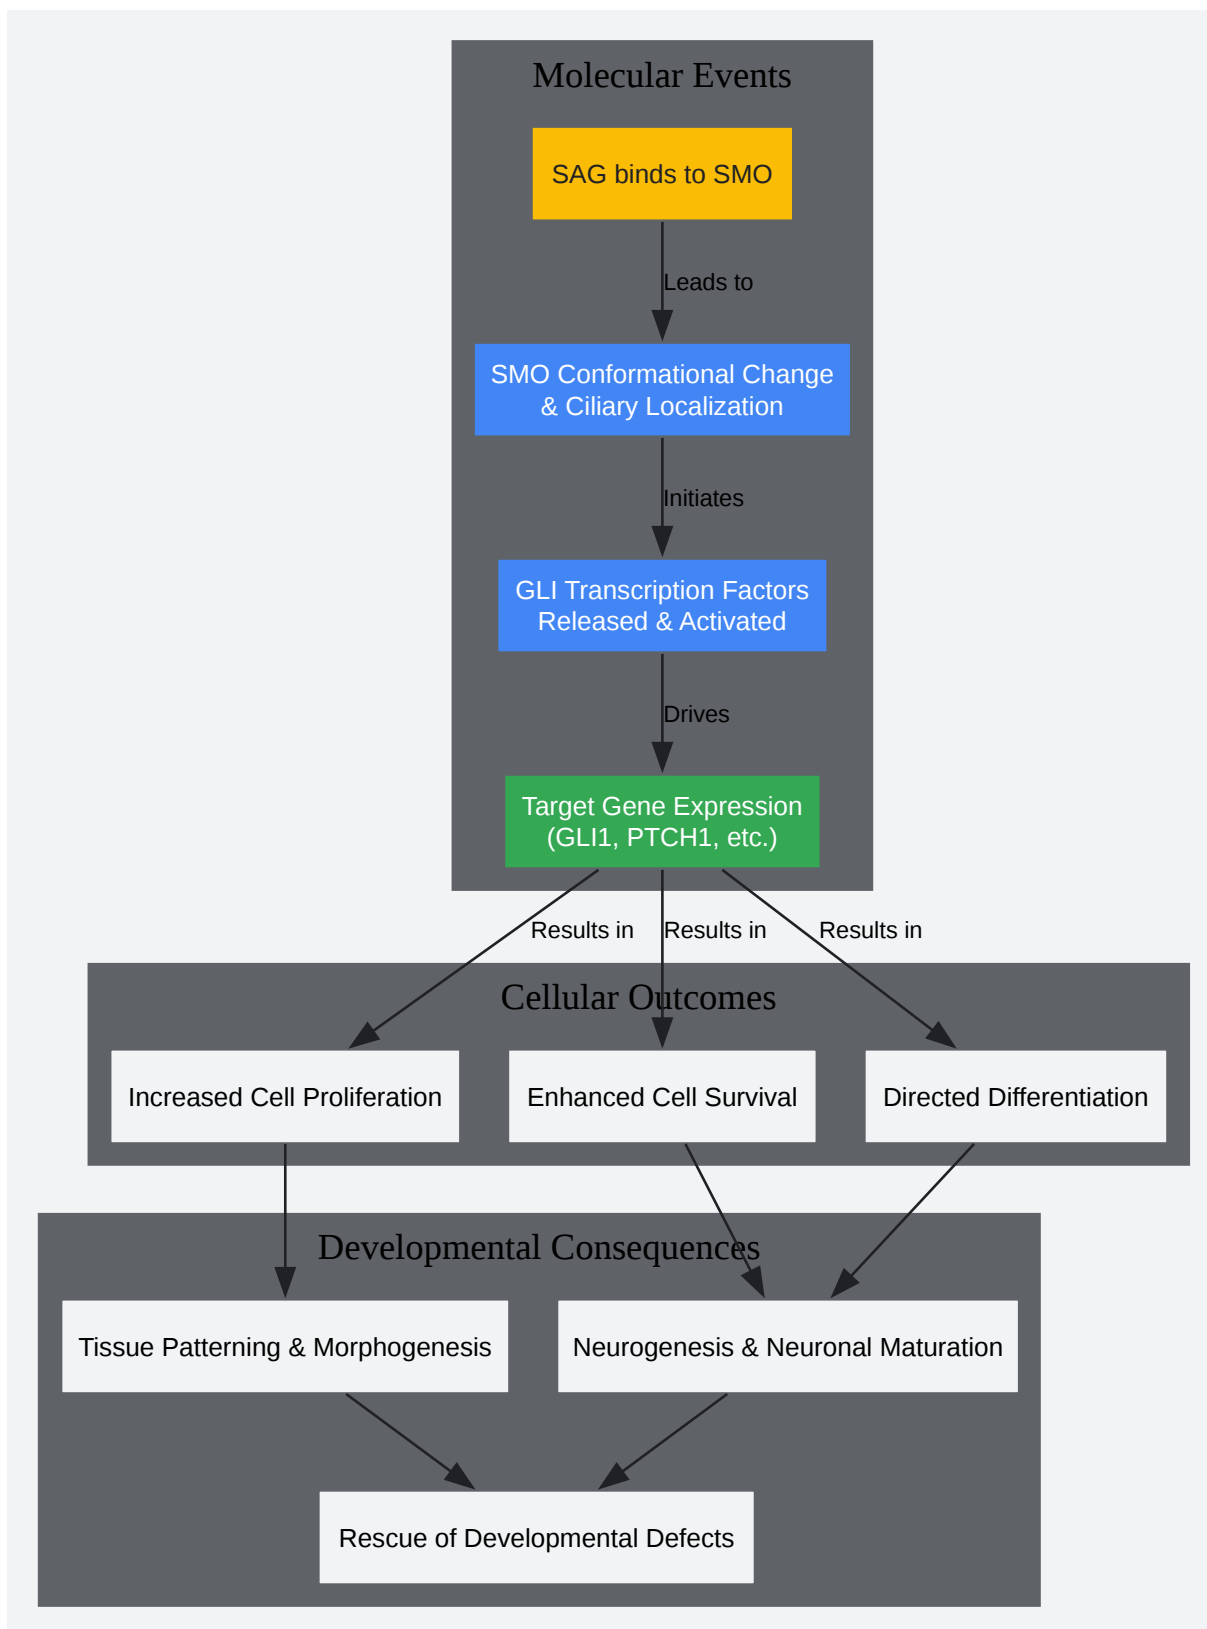 Molecular Events
SAG binds to SMO
Leads to
SMO Conformational Change
& Ciliary Localization
Initiates
GLI Transcription Factors
Released & Activated
Drives
Target Gene Expression
(GLI1, PTCH1, etc.)
Results in
Results in
Results in
Cellular Outcomes
Increased Cell Proliferation
Enhanced Cell Survival
Directed Differentiation
Developmental Consequences
Tissue Patterning & Morphogenesis
Neurogenesis & Neuronal Maturation
Rescue of Developmental Defects